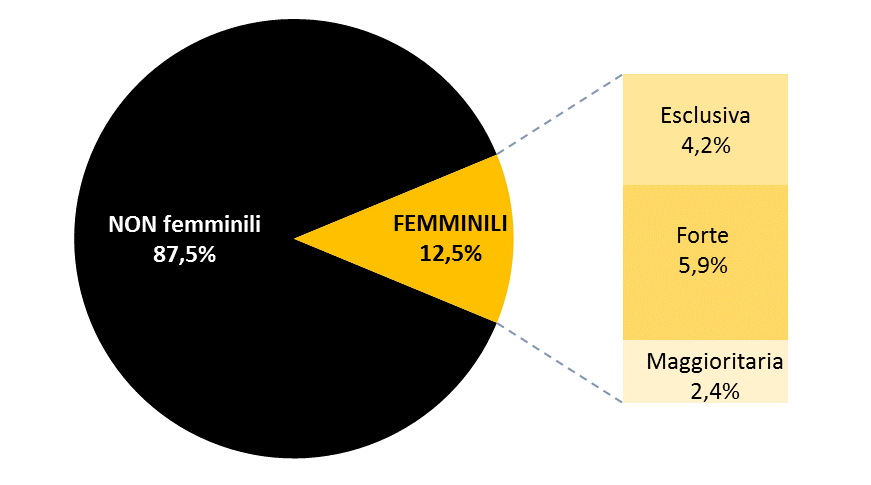 NON femminili
87,5%
FEMMINILI
12,5%
Esclusiva
4,2%
Forte
5,9%
Maggioritaria
2,4%